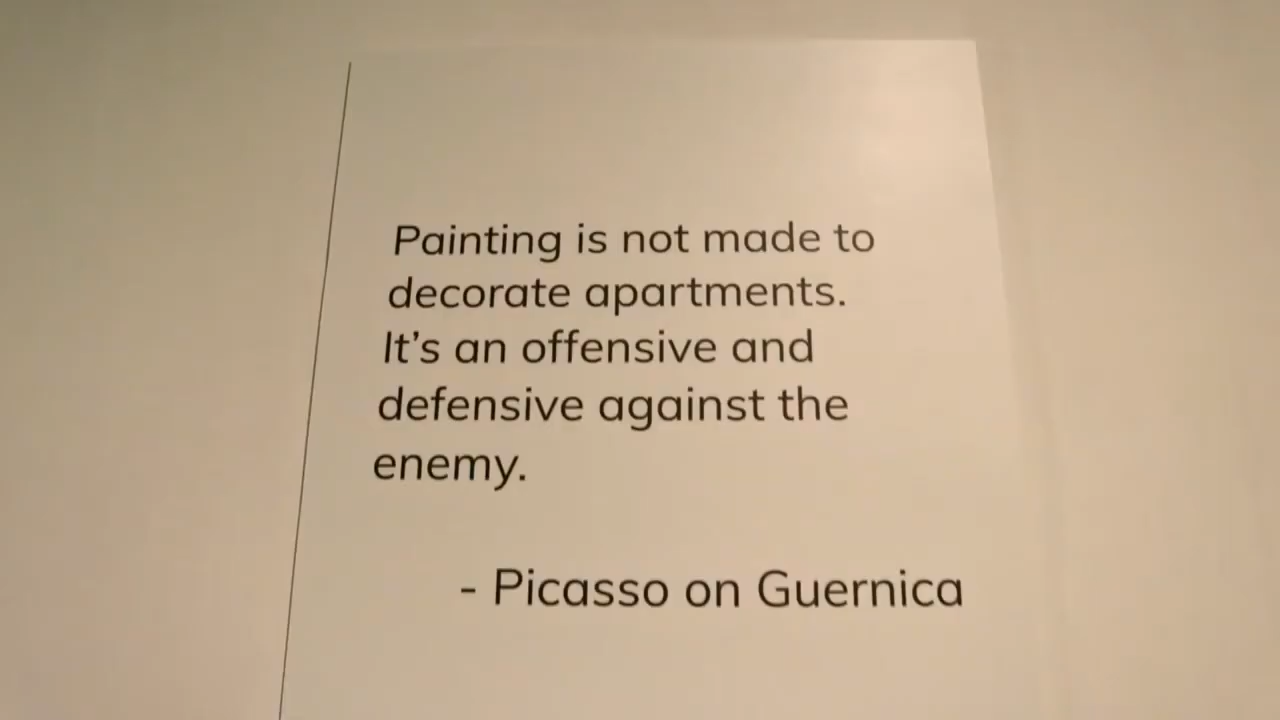 Painting is not made to
decorate apartments.
It's an offensive and
defensive against the
enemy.
- Picasso on Guernica